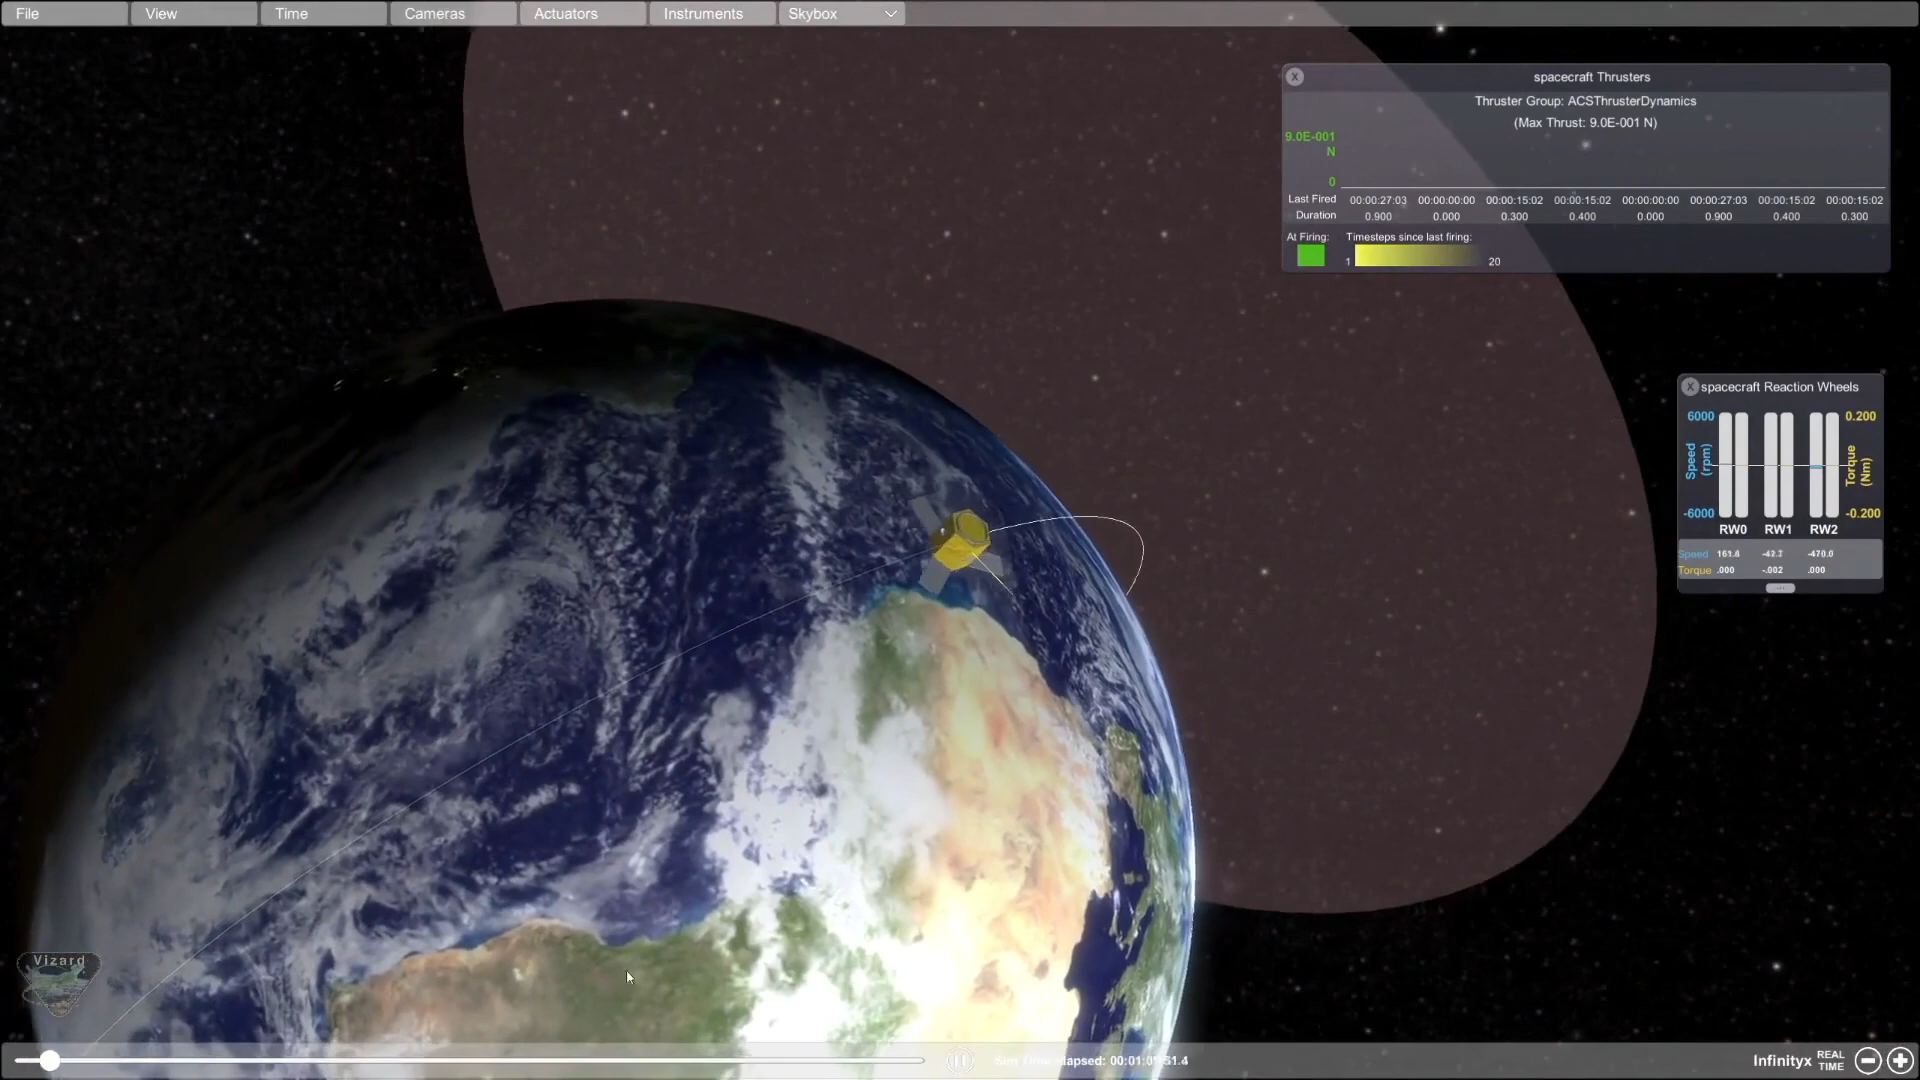 File View Time Cameras Actuators Instruments Skybox
X spacecraft Thrusters
Thruster Group: ACSThrusterDynamics
(Max Thrust: 9.0E-001 N)
9.0E-001
N
0
Last Fired 00:00:27:03 00:00:00:00 00:00:15:02 00:00:15:02 00:00:00:00 00:00:27:03 00:00:15:02 00:00:15:02
Duration 0.900 0.000 0.300 0.400 0.000 0.900 0.400 0.300
At Firing: Timesteps since last firing:
1 20
X spacecraft Reaction Wheels
6000 0.200
Speed (rpm) Torque (Nm)
-6000 -0.200
RW0 RW1 RW2
Speed 161.6 -470.0
Torque .000 -.002 .000
Vizard
Sim elapsed:
Infinityx REAL TIME